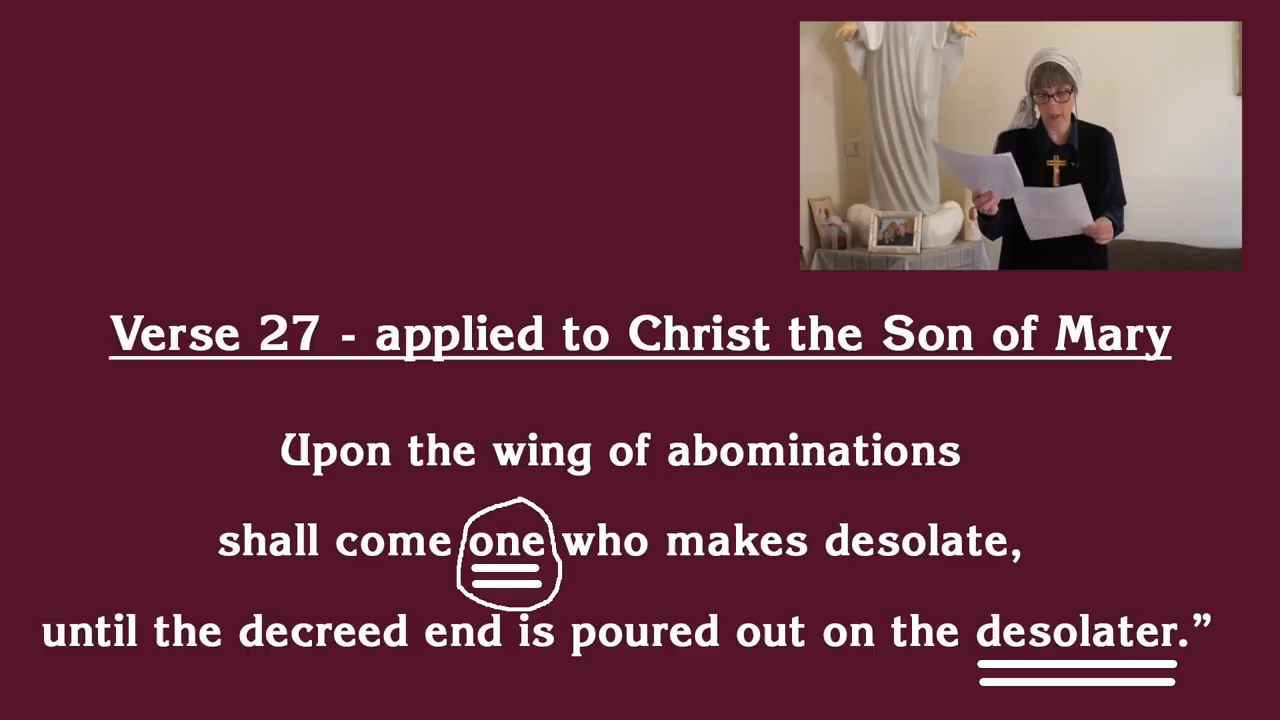 Verse 27 - applied to Christ the Son of Mary
Upon the wing of abominations
shall come one who makes desolate,
until the decreed end is poured out on the desolater.”